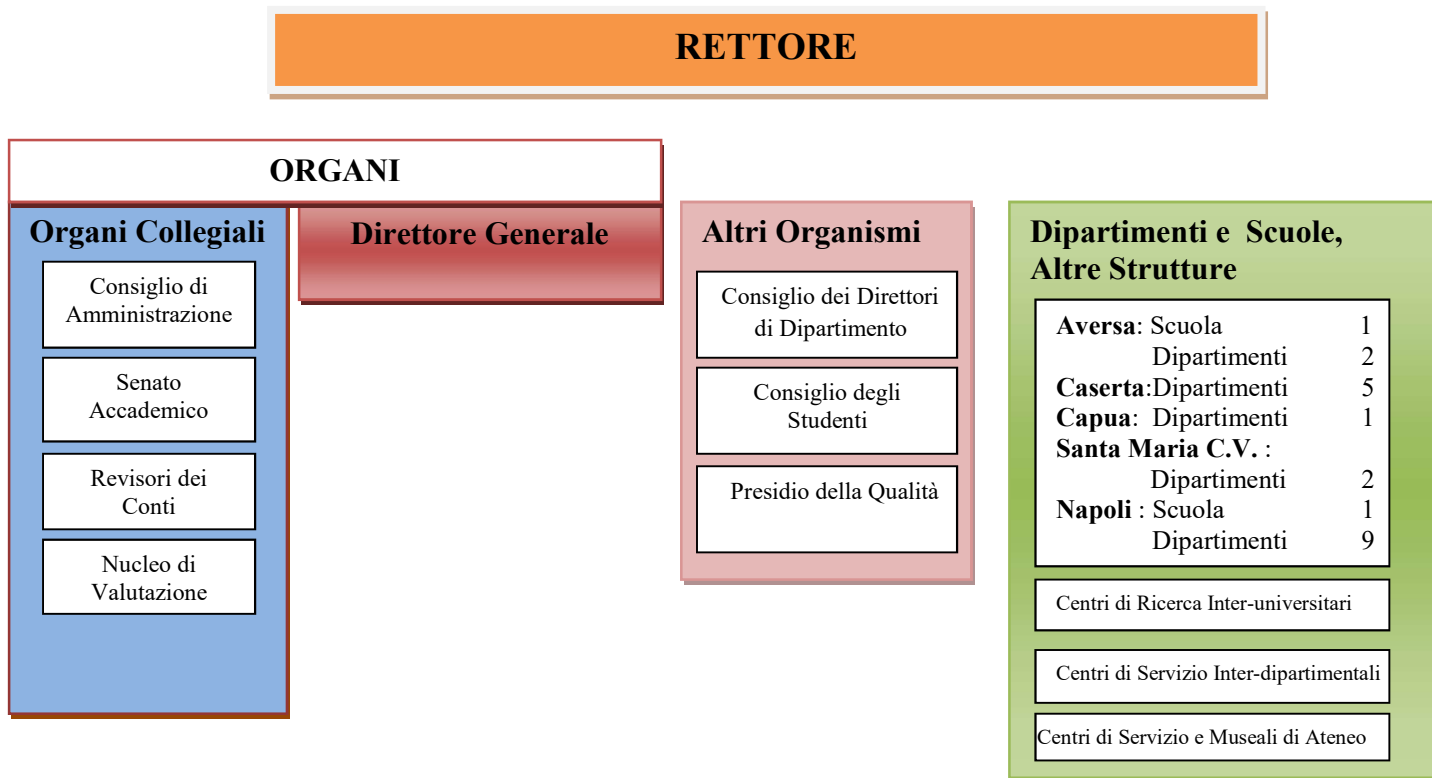 RETTORE
ORGANI
Organi Collegiali
Consiglio di
Amministrazione
Senato
Accademico
Revisori dei
Conti
Nucleo di
Valutazione
Direttore Generale
Altri Organismi
Consiglio dei Direttori
di Dipartimento
Consiglio degli
Studenti
Presidio della Qualità
Dipartimenti e Scuole,
Altre Strutture
Aversa: Scuola 1
Dipartimenti 2
Caserta:Dipartimenti 5
Capua: Dipartimenti 1
Santa Maria C.V. :
Dipartimenti 2
Napoli : Scuola 1
Dipartimenti 9
Centri di Ricerca Inter-universitari
Centri di Servizio Inter-dipartimentali
Centri di Servizio e Museali di Ateneo